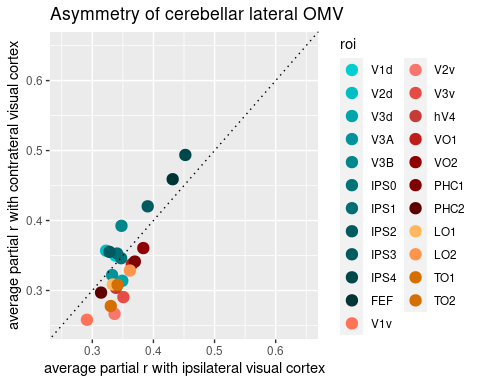 Asymmetry of cerebellar lateral OMV
average partial r with contrateral visual cortex
0.6
0.5
0.4
0.3
0.3
0.4
0.5
0.6
average partial r with ipsilateral visual cortex
roi
V1d
V2d
V3d
V3A
V3B
IPS0
IPS1
IPS2
IPS3
IPS4
FEF
V1v
V2v
V3v
hV4
VO1
VO2
PHC1
PHC2
LO1
LO2
TO1
TO2